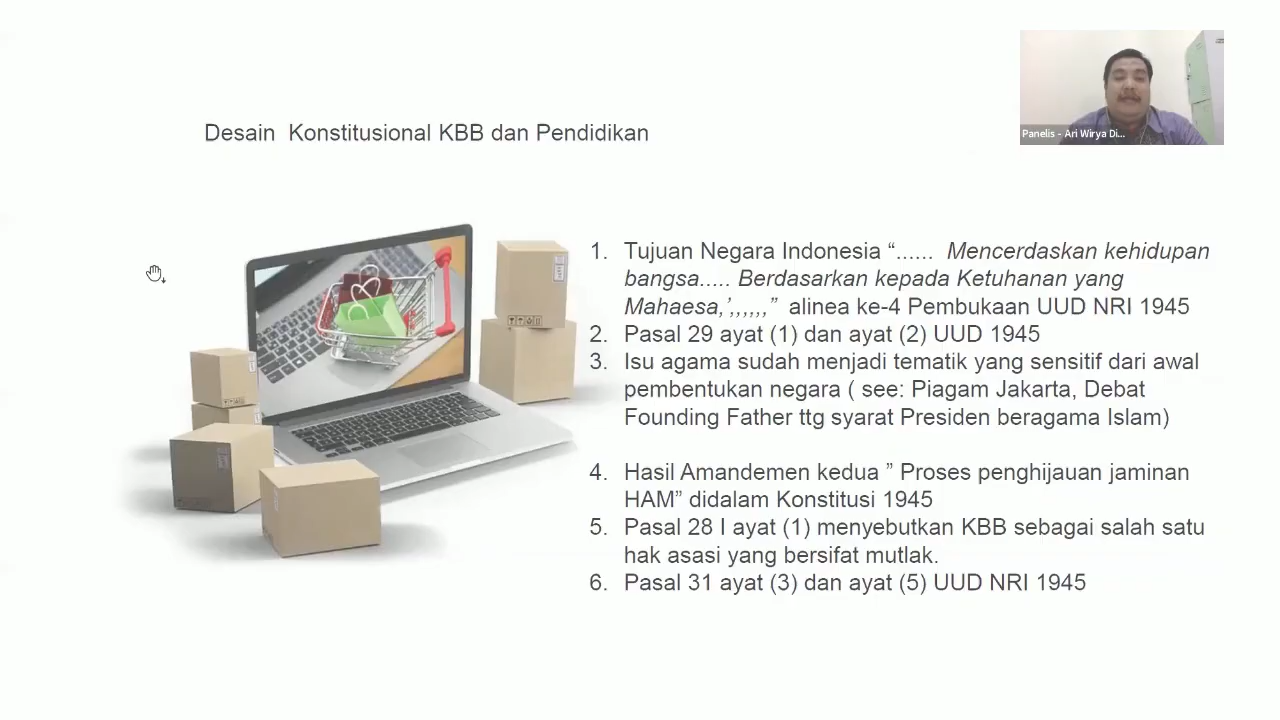 Panelis - Ari Wirya Di...
Desain Konstitusional KBB dan Pendidikan
1. Tujuan Negara Indonesia “...... Mencerdaskan kehidupan
bangsa..... Berdasarkan kepada Ketuhanan yang
Mahaesa,’,,,,,,” alinea ke-4 Pembukaan UUD NRI 1945
2. Pasal 29 ayat (1) dan ayat (2) UUD 1945
3. Isu agama sudah menjadi tematik yang sensitif dari awal
pembentukan negara ( see: Piagam Jakarta, Debat
Founding Father ttg syarat Presiden beragama Islam)
4. Hasil Amandemen kedua ” Proses penghijauan jaminan
HAM” didalam Konstitusi 1945
5. Pasal 28 I ayat (1) menyebutkan KBB sebagai salah satu
hak asasi yang bersifat mutlak.
6. Pasal 31 ayat (3) dan ayat (5) UUD NRI 1945